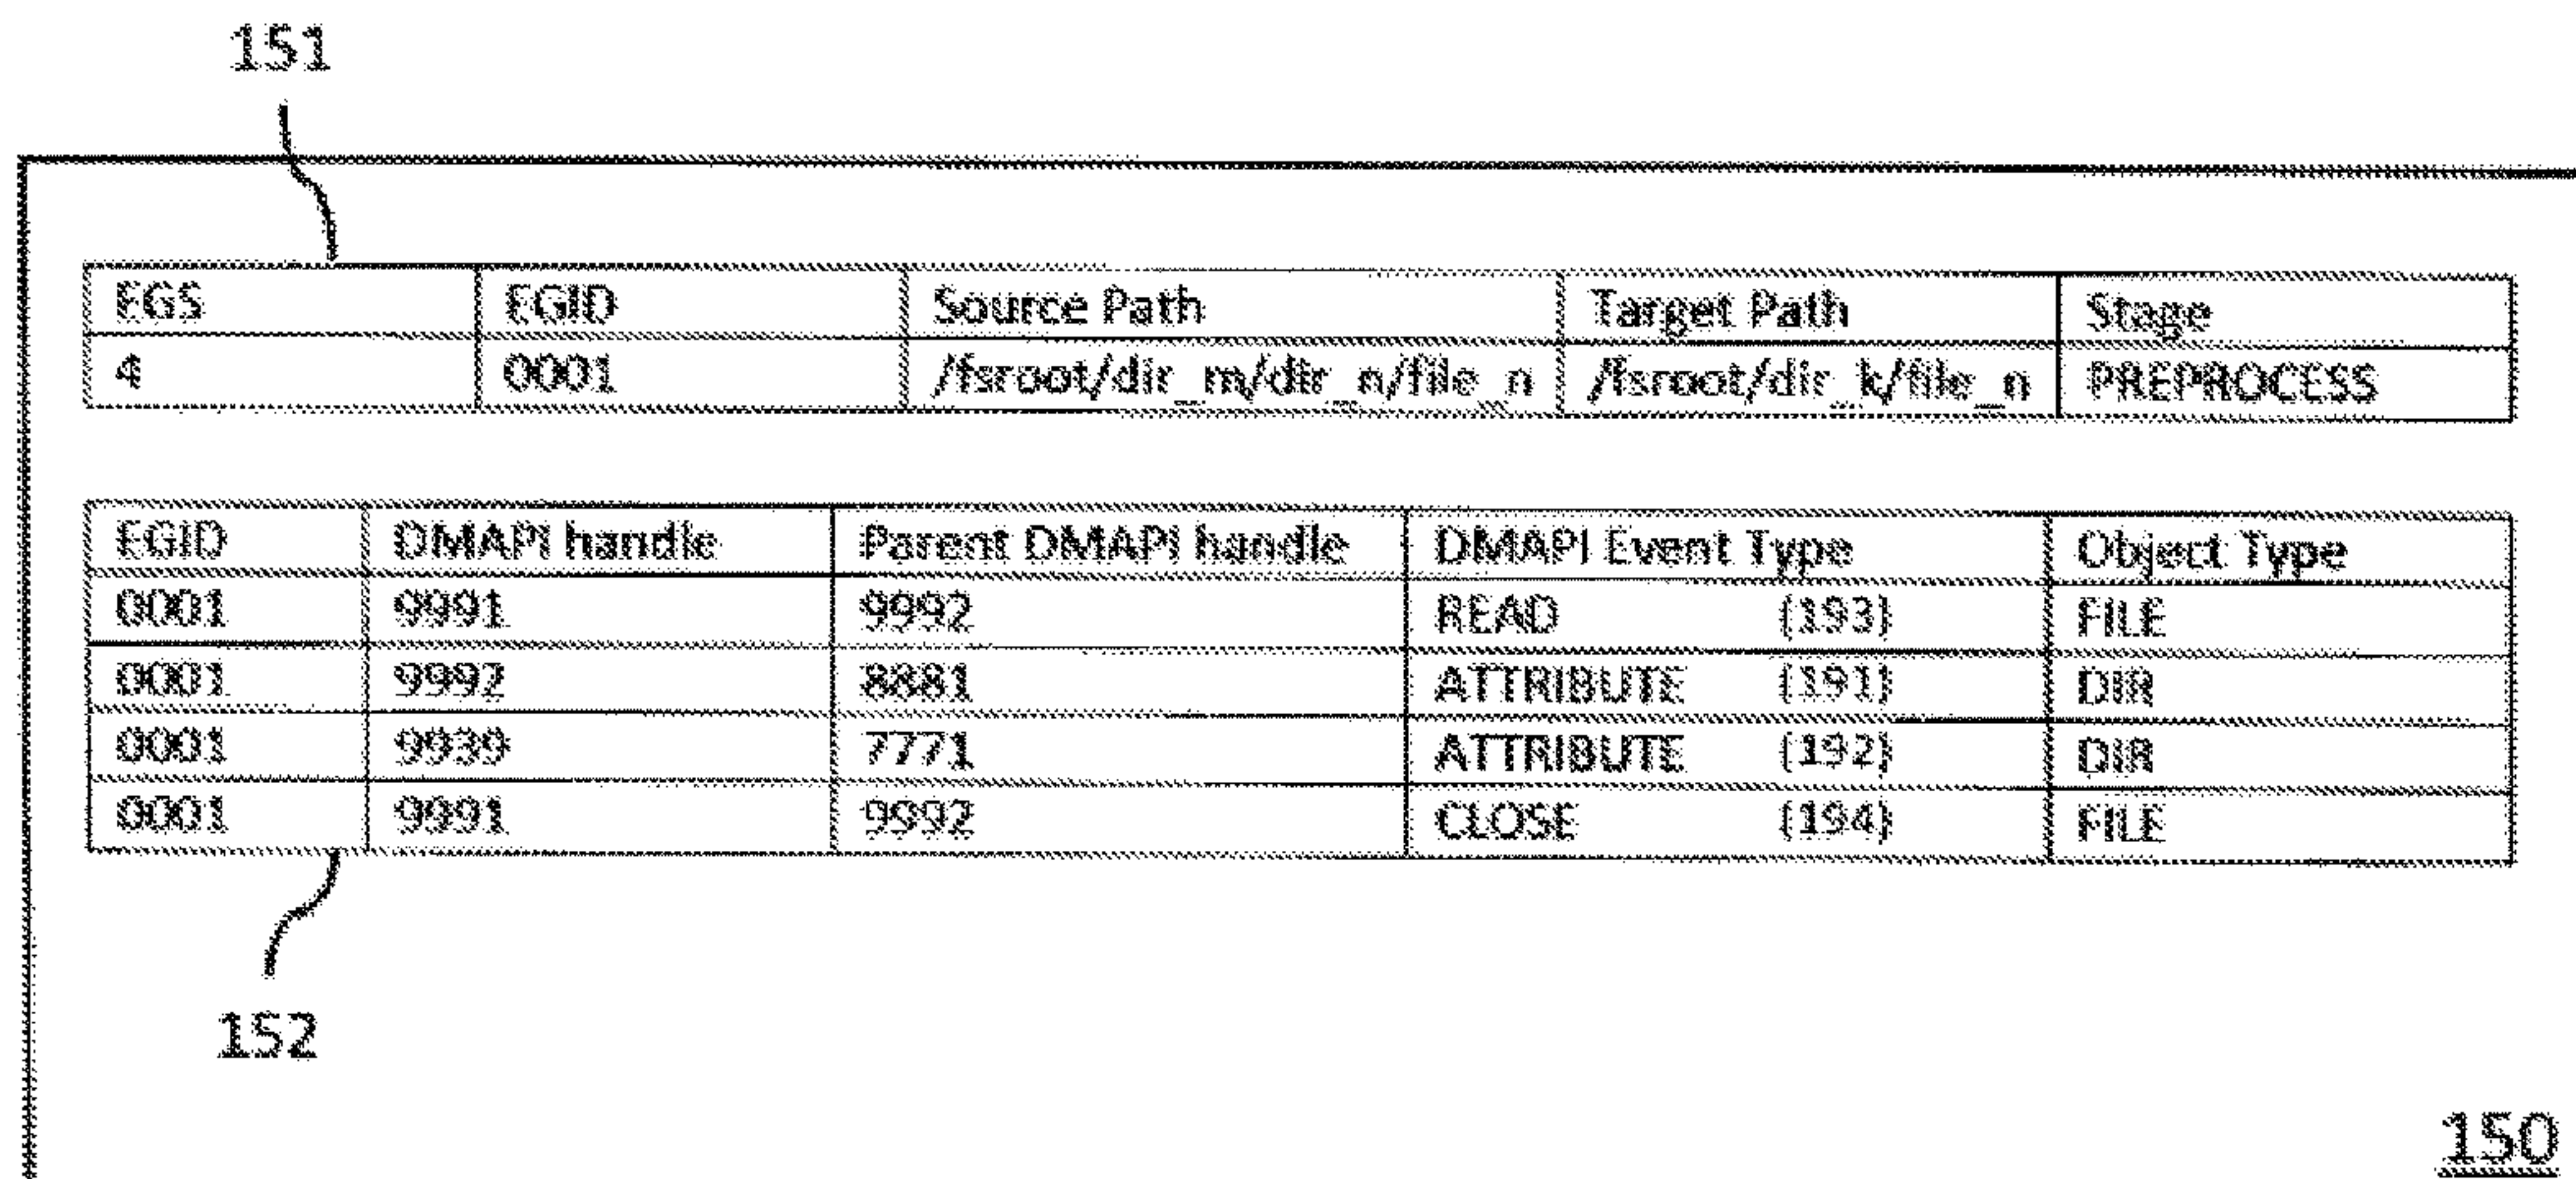 151
EGS EGID Source Path Target Path Stage
4 0001 /fsroot/dir_m/dir_n/file_n /fsroot/dir_k/file_n PREPROCESS
EGID DMAPI handle Parent DMAPI handle DMAPI Event Type Object Type
0001 9991 9992 READ (193) FILE
0001 9992 8881 ATTRIBUTE (191) DIR
0001 9939 7771 ATTRIBUTE (192) DIR
0001 9991 9992 CLOSE (194) FILE
152
150